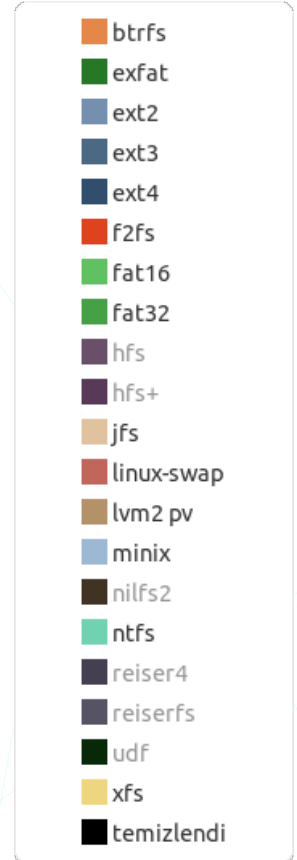 btrfs
exfat
ext2
ext3
ext4
f2fs
fat16
fat32
hfs
hfs+
jfs
linux-swap
lvm2 pv
minix
nilfs2
ntfs
reiser4
reiserfs
udf
xfs
temizlendi